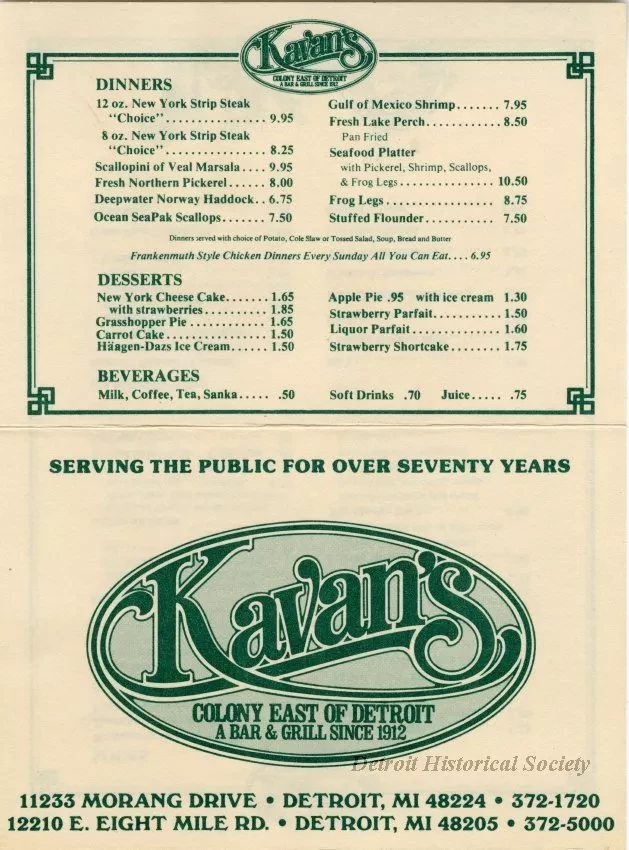 Kavan's
COLONY EAST OF DETROIT
A BAR & GRILL SINCE 1912
DINNERS
12 oz. New York Strip Steak
"Choice"................ 9.95
8 oz. New York Strip Steak
"Choice"................ 8.25
Scallopini of Veal Marsala.... 9.95
Fresh Northern Pickerel...... 8.00
Deepwater Norway Haddock.. 6.75
Ocean SeaPak Scallops....... 7.50
Gulf of Mexico Shrimp....... 7.95
Fresh Lake Perch............ 8.50
Pan Fried
Seafood Platter
with Pickerel, Shrimp, Scallops,
& Frog Legs................ 10.50
Frog Legs.................. 8.75
Stuffed Flounder........... 7.50
Dinners served with choice of Potato, Cole Slaw or Tossed Salad, Soup, Bread and Butter
Frankenmuth Style Chicken Dinners Every Sunday All You Can Eat.... 6.95
DESSERTS
New York Cheese Cake....... 1.65
with strawberries.......... 1.85
Grasshopper Pie............ 1.65
Carrot Cake................ 1.50
Häagen-Dazs Ice Cream...... 1.50
Apple Pie .95 with ice cream 1.30
Strawberry Parfait.......... 1.50
Liquor Parfait............. 1.60
Strawberry Shortcake........ 1.75
BEVERAGES
Milk, Coffee, Tea, Sanka..... .50
Soft Drinks .70 Juice..... .75
SERVING THE PUBLIC FOR OVER SEVENTY YEARS
Kavan's
COLONY EAST OF DETROIT
A BAR & GRILL SINCE 1912
Detroit Historical Society
11233 MORANG DRIVE • DETROIT, MI 48224 • 372-1720
12210 E. EIGHT MILE RD. • DETROIT, MI 48205 • 372-5000